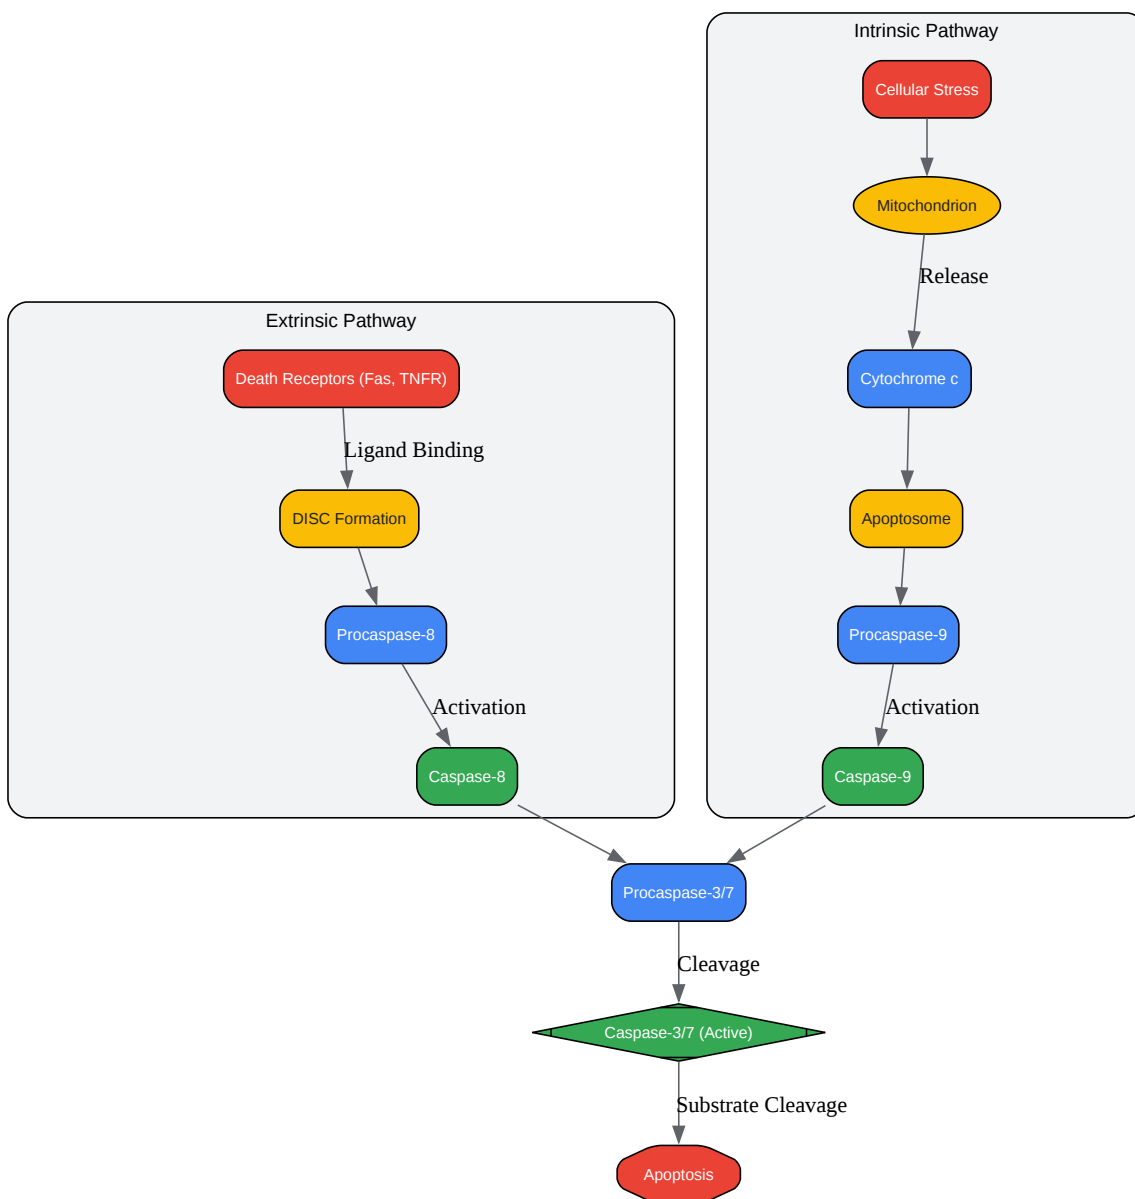 Intrinsic Pathway
Cellular Stress
Mitochondrion
Release
Extrinsic Pathway
Death Receptors (Fas, TNFR)
Cytochrome c
Ligand Binding
DISC Formation
Apoptosome
Procaspase-8
Procaspase-9
Activation
Activation
Caspase-8
Caspase-9
Procaspase-3/7
Cleavage
Caspase-3/7 (Active)
Substrate Cleavage
Apoptosis